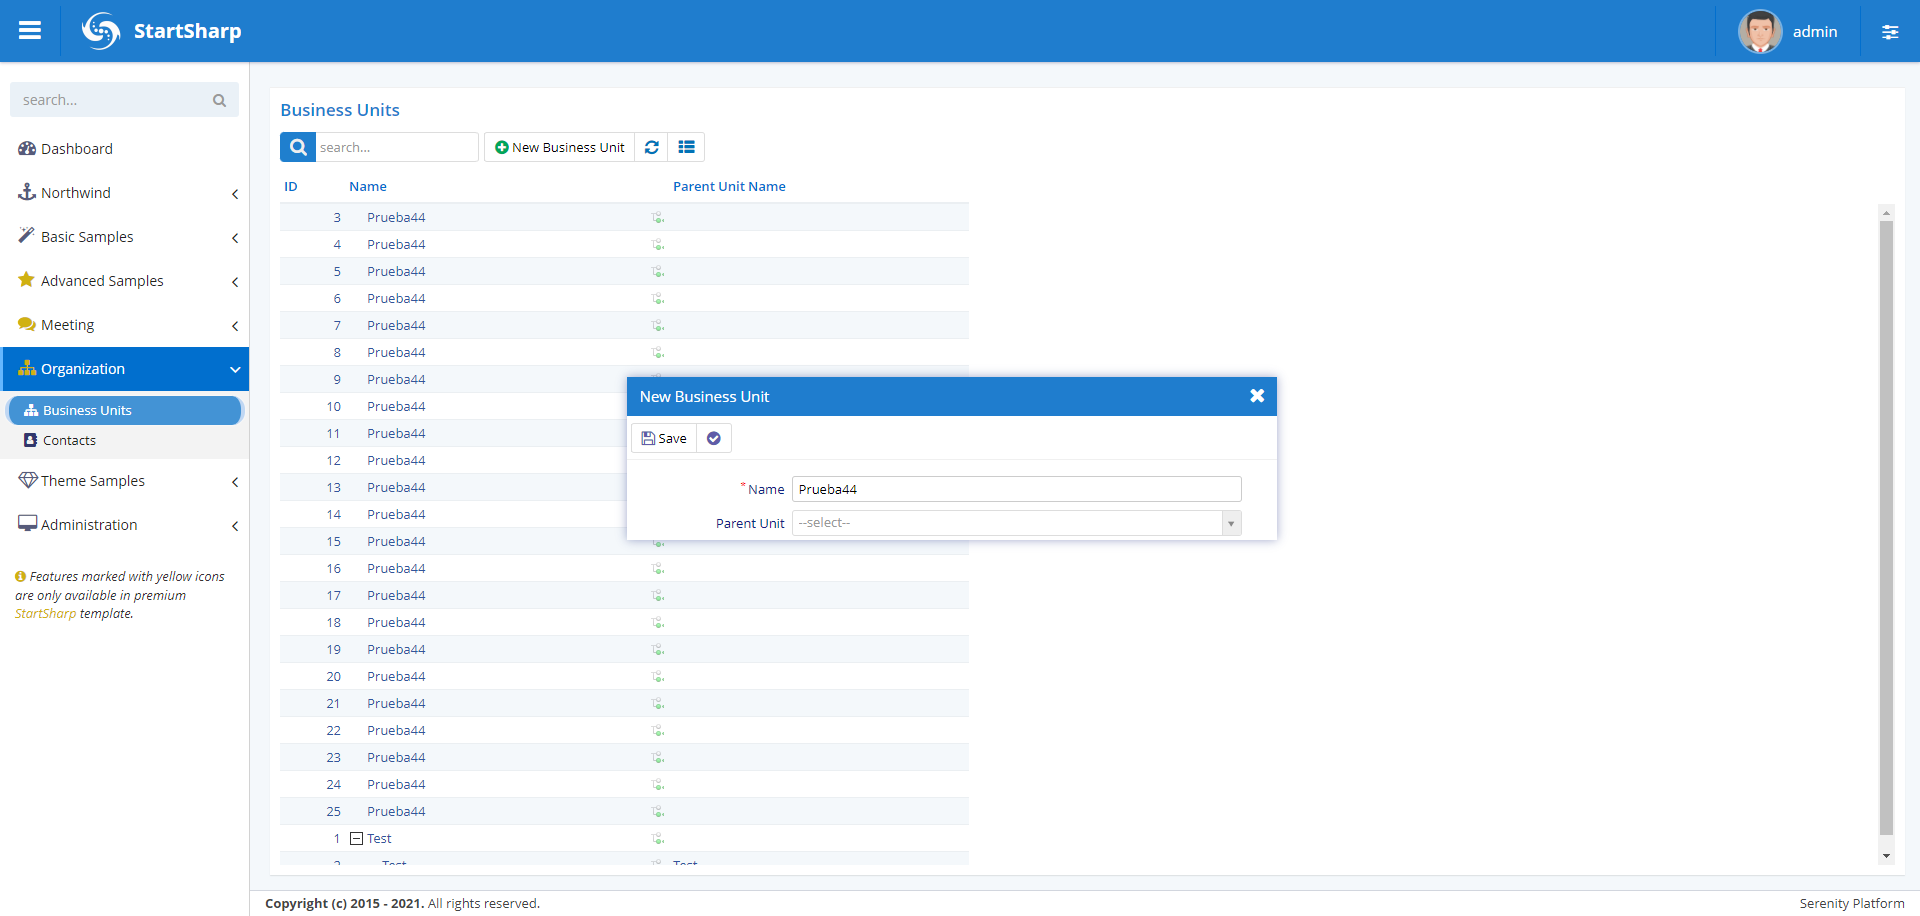 StartSharp
admin
search...
Dashboard
Northwind
Basic Samples
Advanced Samples
Meeting
Organization
Business Units
Contacts
Theme Samples
Administration
Features marked with yellow icons
are only available in premium
StartSharp template.
Business Units
search...
New Business Unit
ID Name Parent Unit Name
3 Prueba44
4 Prueba44
5 Prueba44
6 Prueba44
7 Prueba44
8 Prueba44
9 Prueba44
10 Prueba44
11 Prueba44
12 Prueba44
13 Prueba44
14 Prueba44
15 Prueba44
16 Prueba44
17 Prueba44
18 Prueba44
19 Prueba44
20 Prueba44
21 Prueba44
22 Prueba44
23 Prueba44
24 Prueba44
25 Prueba44
1 Test
2 Test Test
New Business Unit
Save
* Name Prueba44
Parent Unit --select--
Copyright (c) 2015 - 2021. All rights reserved.
Serenity Platform